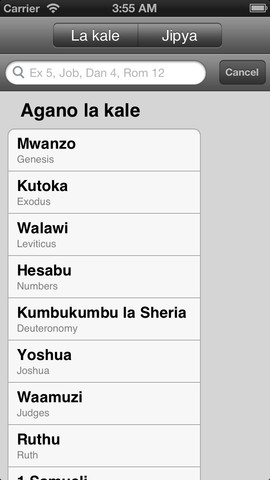 Carrier 3:55 AM
La kale Jipya
Ex 5, Job, Dan 4, Rom 12 Cancel
Agano la kale
Mwanzo
Genesis
Kutoka
Exodus
Walawi
Leviticus
Hesabu
Numbers
Kumbukumbu la Sheria
Deuteronomy
Yoshua
Joshua
Waamuzi
Judges
Ruthu
Ruth
1 Samueli